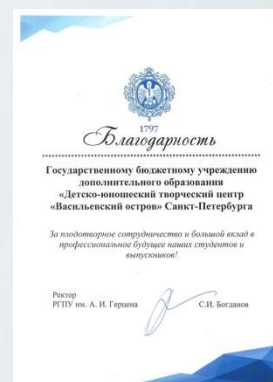 1797
Благодарность
Государственному бюджетному учреждению
дополнительного образования
«Детско-юношеский творческий центр
«Васильевский остров» Санкт-Петербурга
За плодотворное сотрудничество и большой вклад в
профессиональное будущее наших студентов и
выпускников!
Ректор
РГПУ им. А. И. Герцена
С.И. Богданов